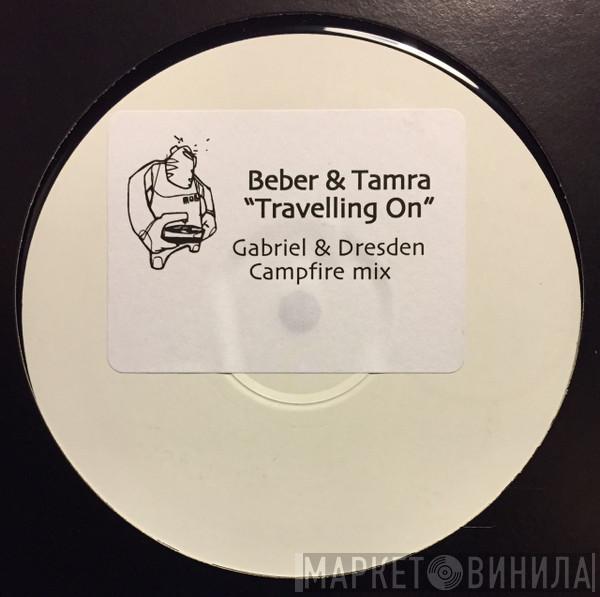 Beber & Tamra
"Travelling On"
Gabriel & Dresden
Campfire mix
МАРКЕТ ВИНИЛА